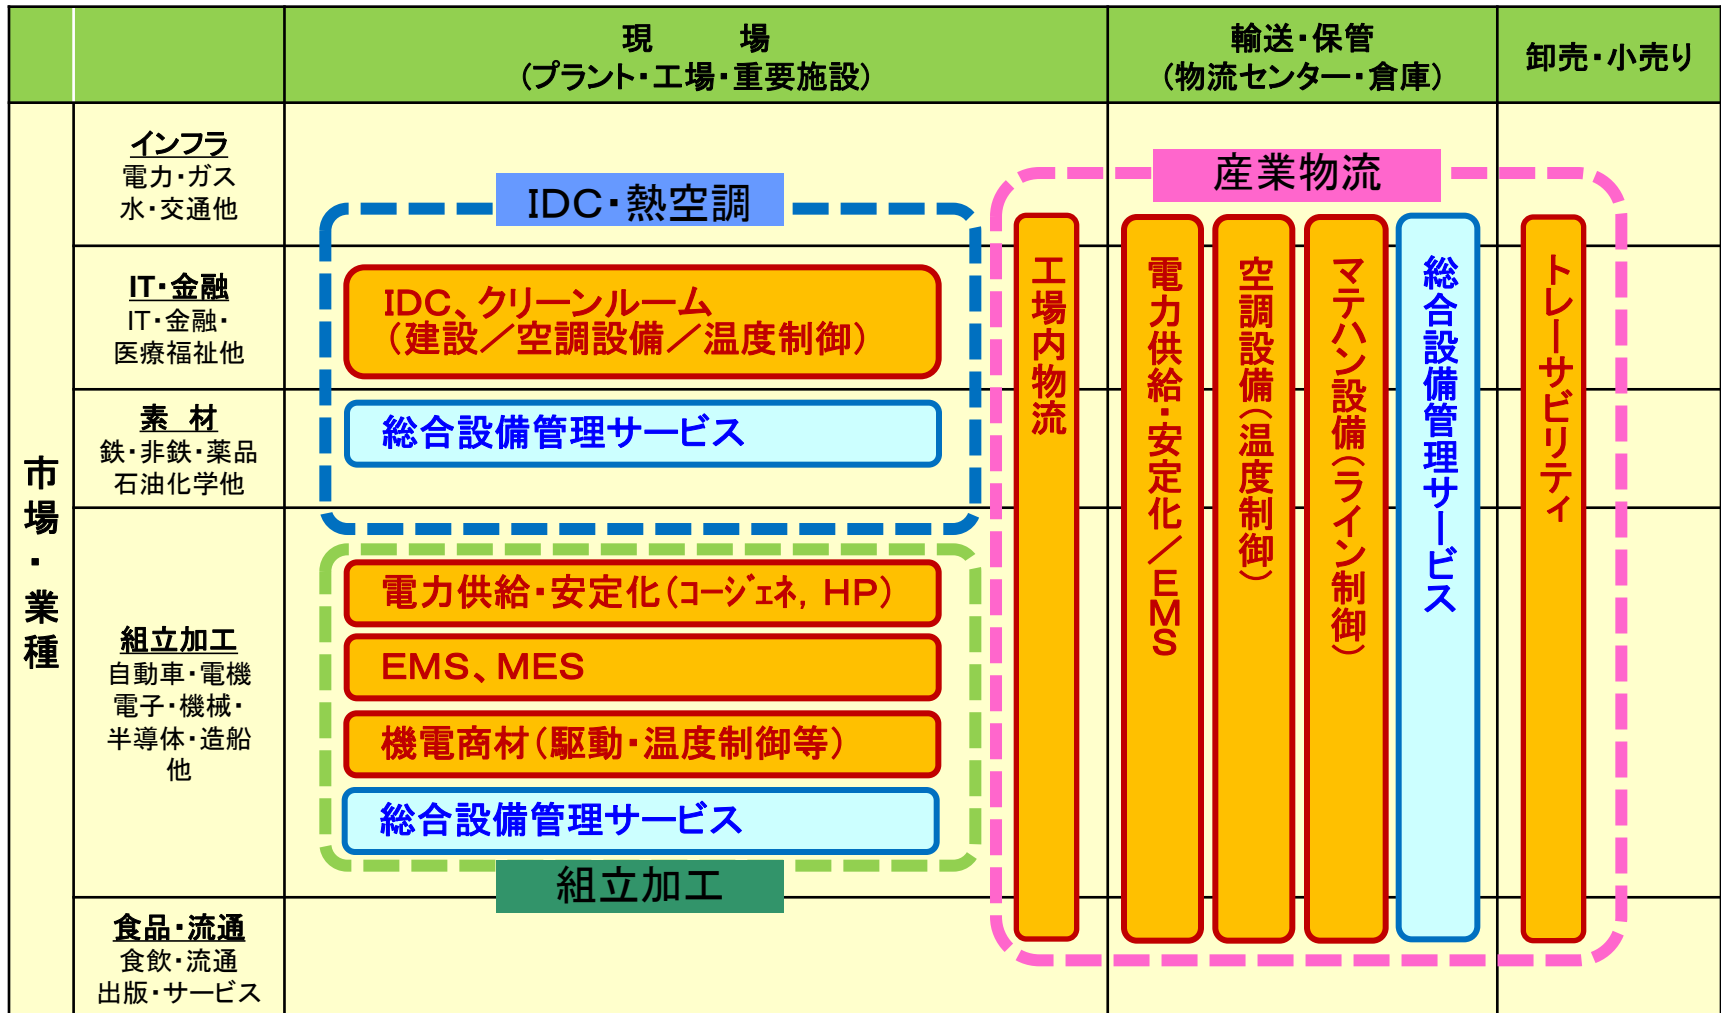 現　　場
(プラント・工場・重要施設)
輸送・保管
(物流センター・倉庫)
卸売・小売り
市場・業種
インフラ
電力・ガス
水・交通他
IT・金融
IT・金融・
医療福祉他
素 材
鉄・非鉄・薬品
石油化学他
組立加工
自動車・電機
電子・機械・
半導体・造船
他
食品・流通
食飲・流通
出版・サービス
IDC・熱空調
IDC、クリーンルーム
(建設／空調設備／温度制御)
総合設備管理サービス
電力供給・安定化(コージェネ, HP)
EMS、MES
機電商材(駆動・温度制御等)
総合設備管理サービス
組立加工
産業物流
工場内物流
電力供給・安定化／EMS
空調設備(温度制御)
マテハン設備(ライン制御)
総合設備管理サービス
トレーサビリティ